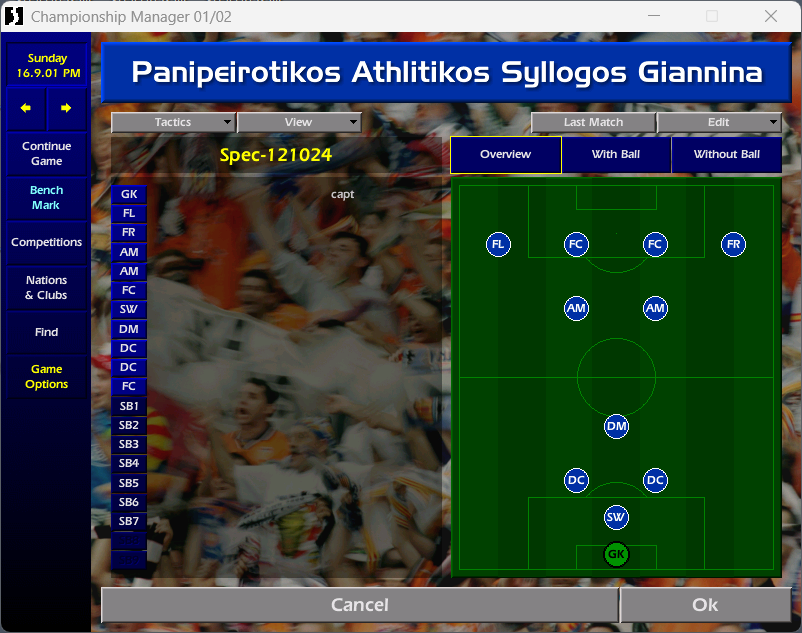 Championship Manager 01/02
Sunday
16.9.01 PM
Continue
Game
Bench
Mark
Competitions
Nations
& Clubs
Find
Game
Options
Panipeirotikos Athlitikos Syllogos Giannina
Tactics
View
Last Match
Edit
Spec-121024
Overview
With Ball
Without Ball
GK capt
FL
FR
AM
AM
FC
SW
DM
DC
DC
FC
SB1
SB2
SB3
SB4
SB5
SB6
SB7
FL FC FC FR
AM AM
DM
DC DC
SW
GK
Cancel
Ok